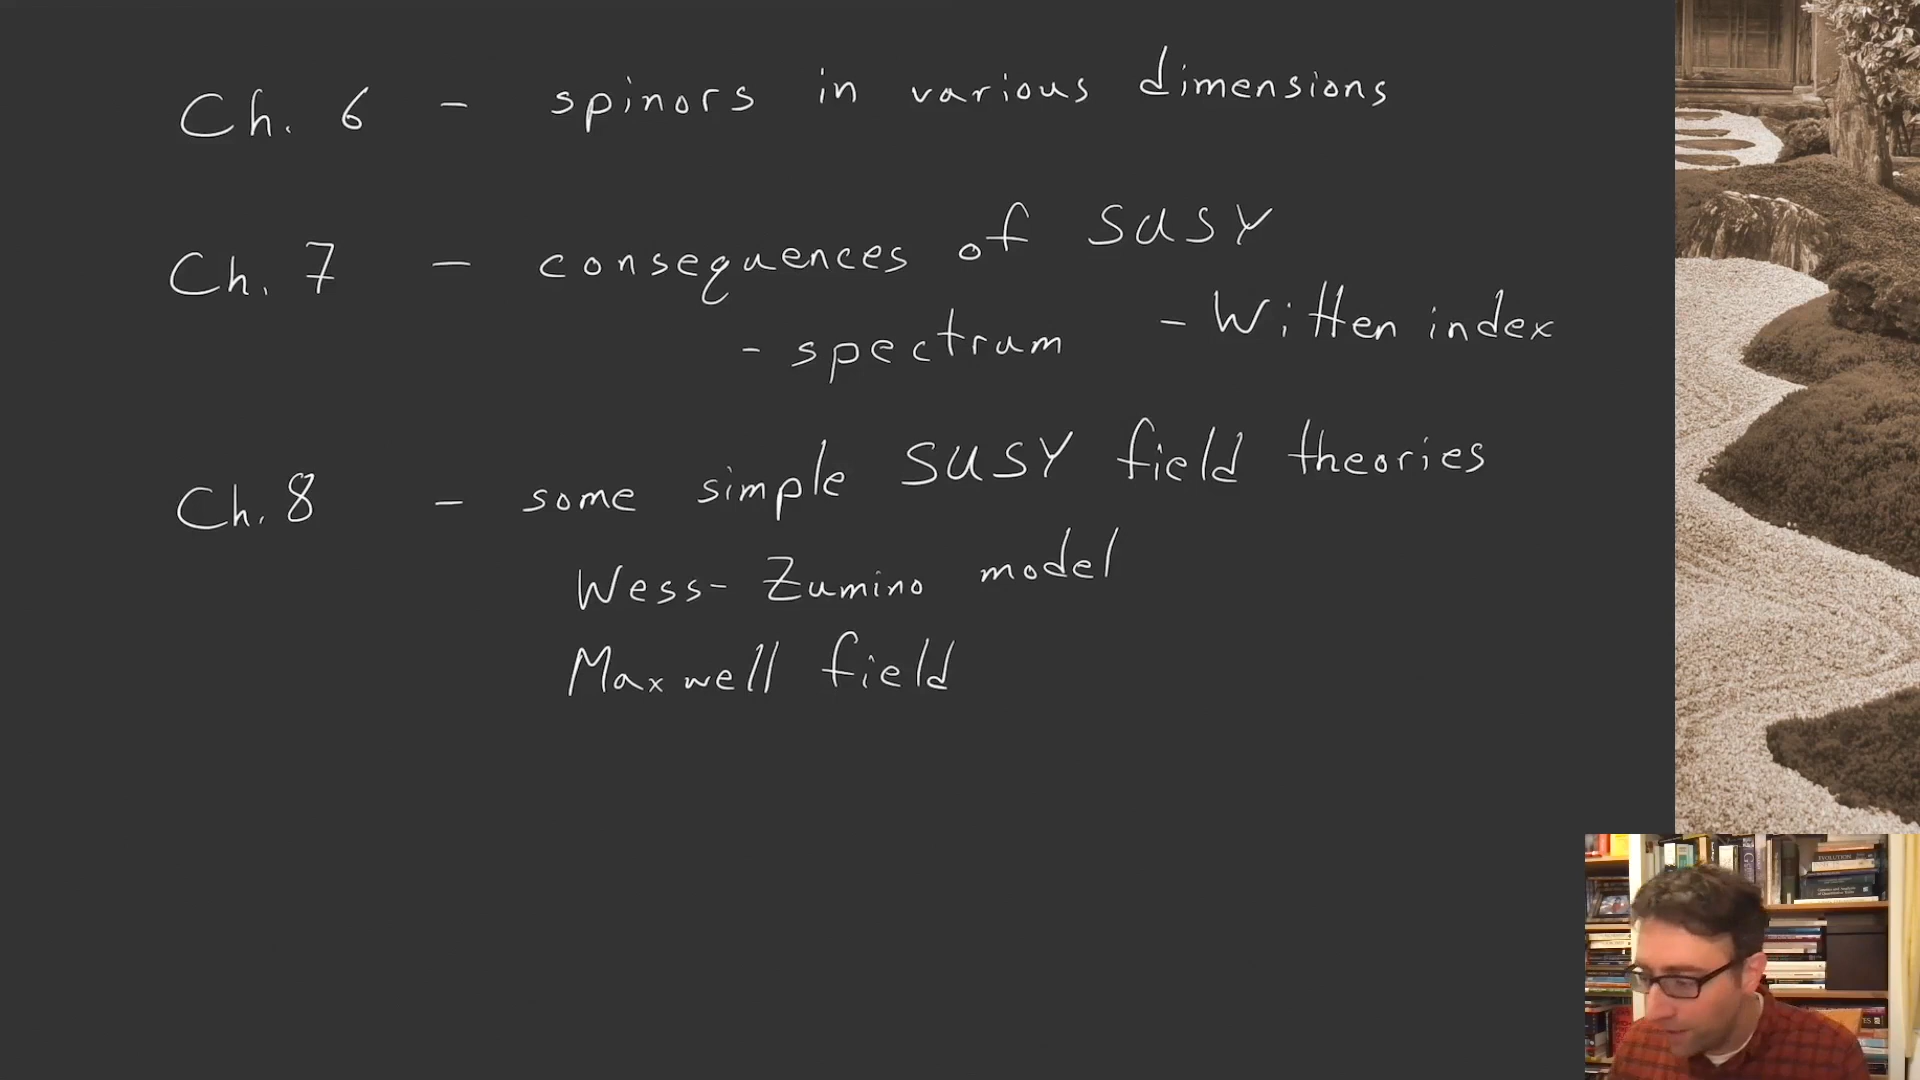 Ch. 6 - spinors in various dimensions
Ch. 7 - consequences of SUSY
- spectrum - Witten index
Ch. 8 - some simple SUSY field theories
Wess-Zumino model
Maxwell field
EVOLUTION